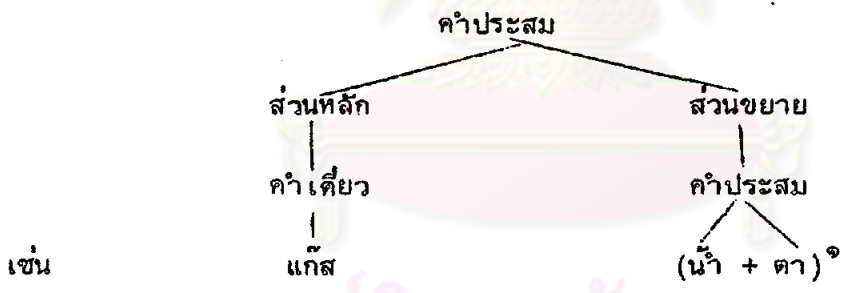 คำประสม
ส่วนหลัก ส่วนขยาย
คำเดี่ยว คำประสม
เช่น แก๊ส (น้ำ + ตา)๑